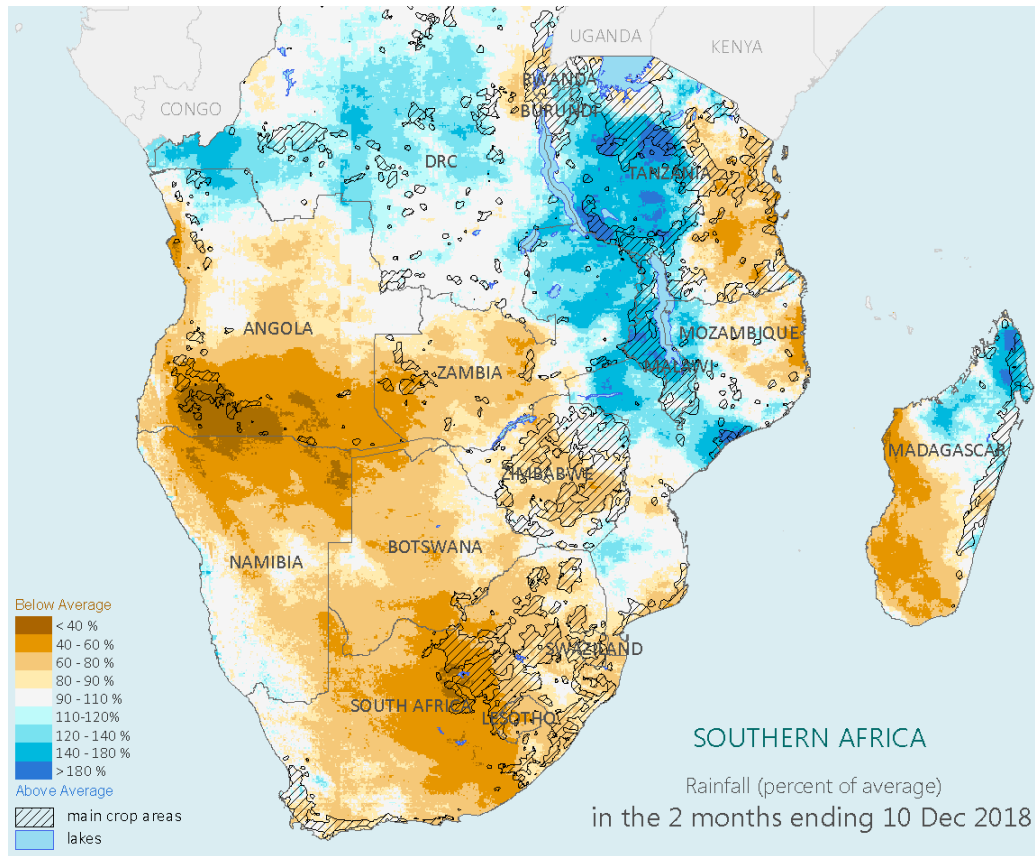 UGANDA
KENYA
RWANDA
CONGO
BURUNDI
DRC
TANZANIA
ANGOLA
MOZAMBIQUE
ZAMBIA
MALAWI
MADAGASCAR
ZIMBABWE
BOTSWANA
NAMIBIA
SWAZILAND
SOUTH AFRICA
LESOTHO
Below Average
< 40 %
40 - 60 %
60 - 80 %
80 - 90 %
90 - 110 %
110-120%
120 - 140 %
140 - 180 %
>180 %
Above Average
main crop areas
lakes
SOUTHERN AFRICA
Rainfall (percent of average)
in the 2 months ending 10 Dec 2018